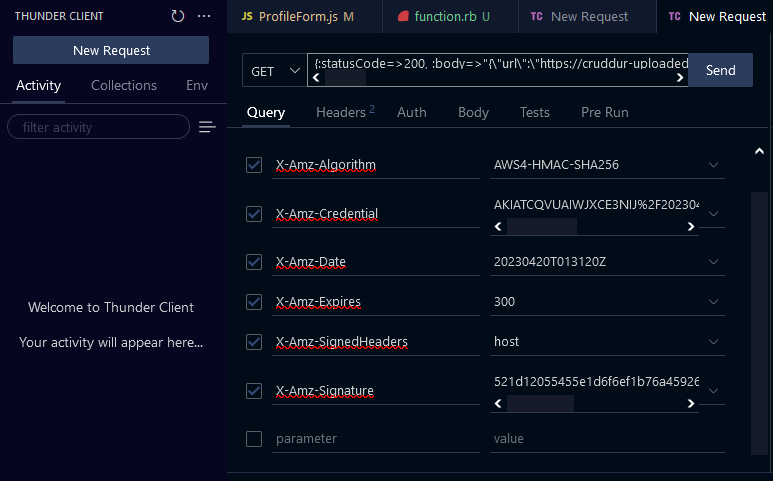 THUNDER CLIENT
New Request
Activity Collections Env
filter activity
Welcome to Thunder Client
Your activity will appear here...
JS ProfileForm.js M
function.rb U
TC New Request
TC New Request
GET
{:statusCode=>200, :body=>"{\"url\":\"https://cruddur-uploaded
Send
Query Headers 2 Auth Body Tests Pre Run
X-Amz-Algorithm AWS4-HMAC-SHA256
X-Amz-Credential AKIATCQVUAIWJXCE3NIJ%2F202304
X-Amz-Date 20230420T013120Z
X-Amz-Expires 300
X-Amz-SignedHeaders host
X-Amz-Signature 521d12055455e1d6f6ef1b76a45926
parameter value